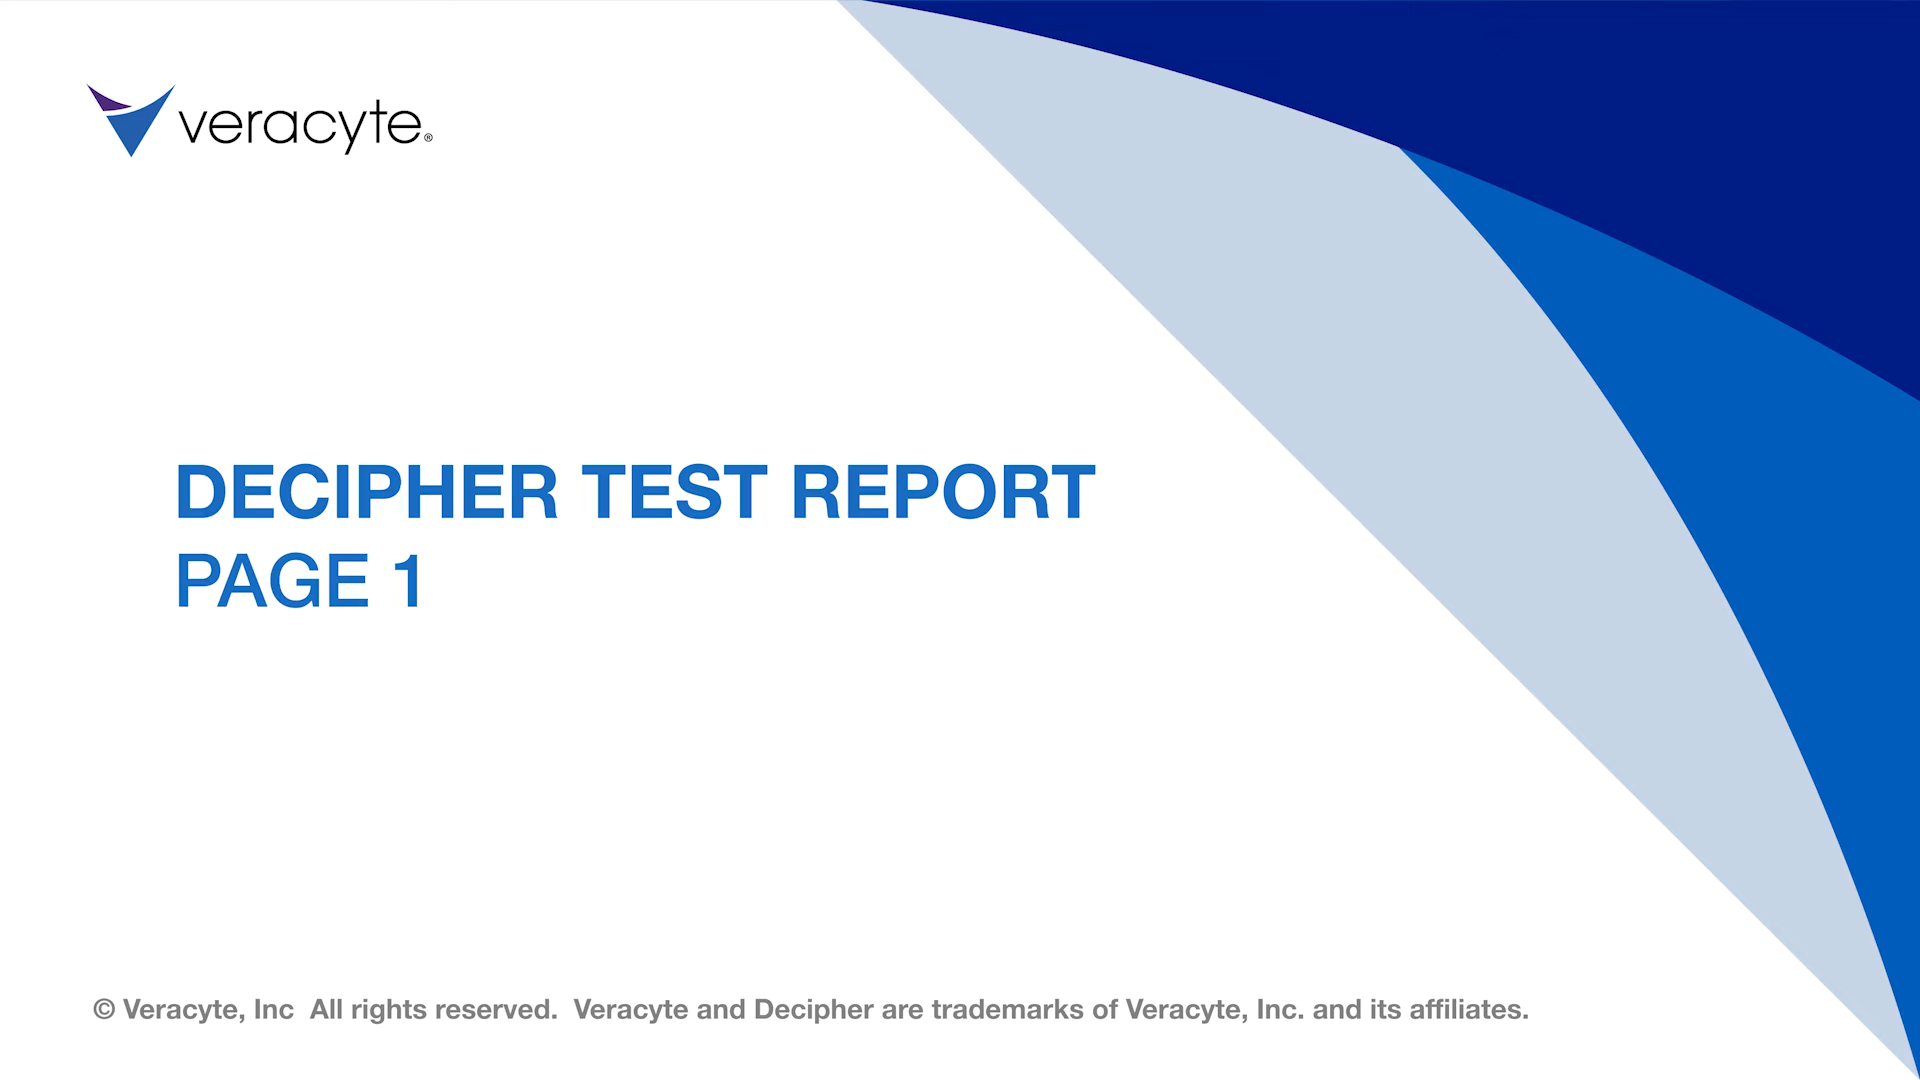 veracyte®
DECIPHER TEST REPORT
PAGE 1
© Veracyte, Inc All rights reserved. Veracyte and Decipher are trademarks of Veracyte, Inc. and its affiliates.